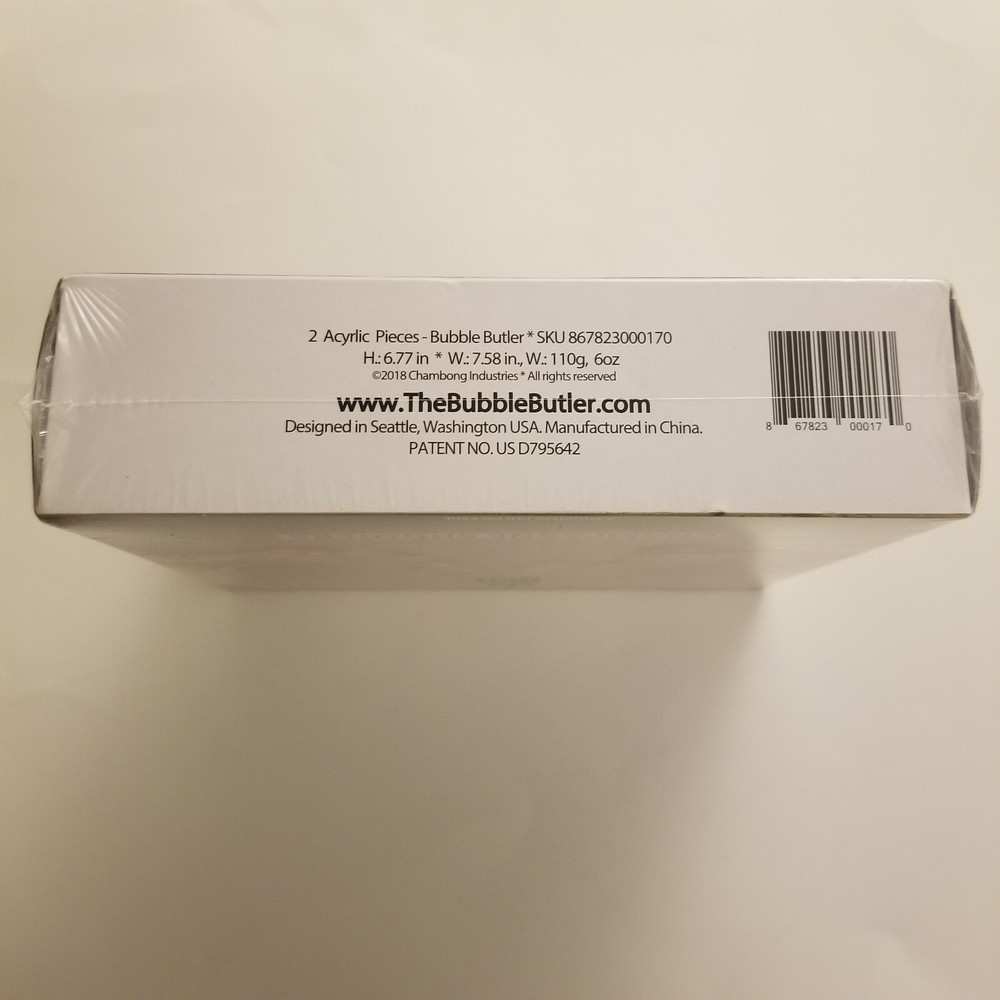 2 Acyrlic Pieces - Bubble Butler * SKU 867823000170
H.: 6.77 in * W.: 7.58 in., W.: 110g, 6oz
©2018 Chambong Industries * All rights reserved
www.TheBubbleButler.com
Designed in Seattle, Washington USA. Manufactured in China.
PATENT NO. US D795642
8 67823 00017 0